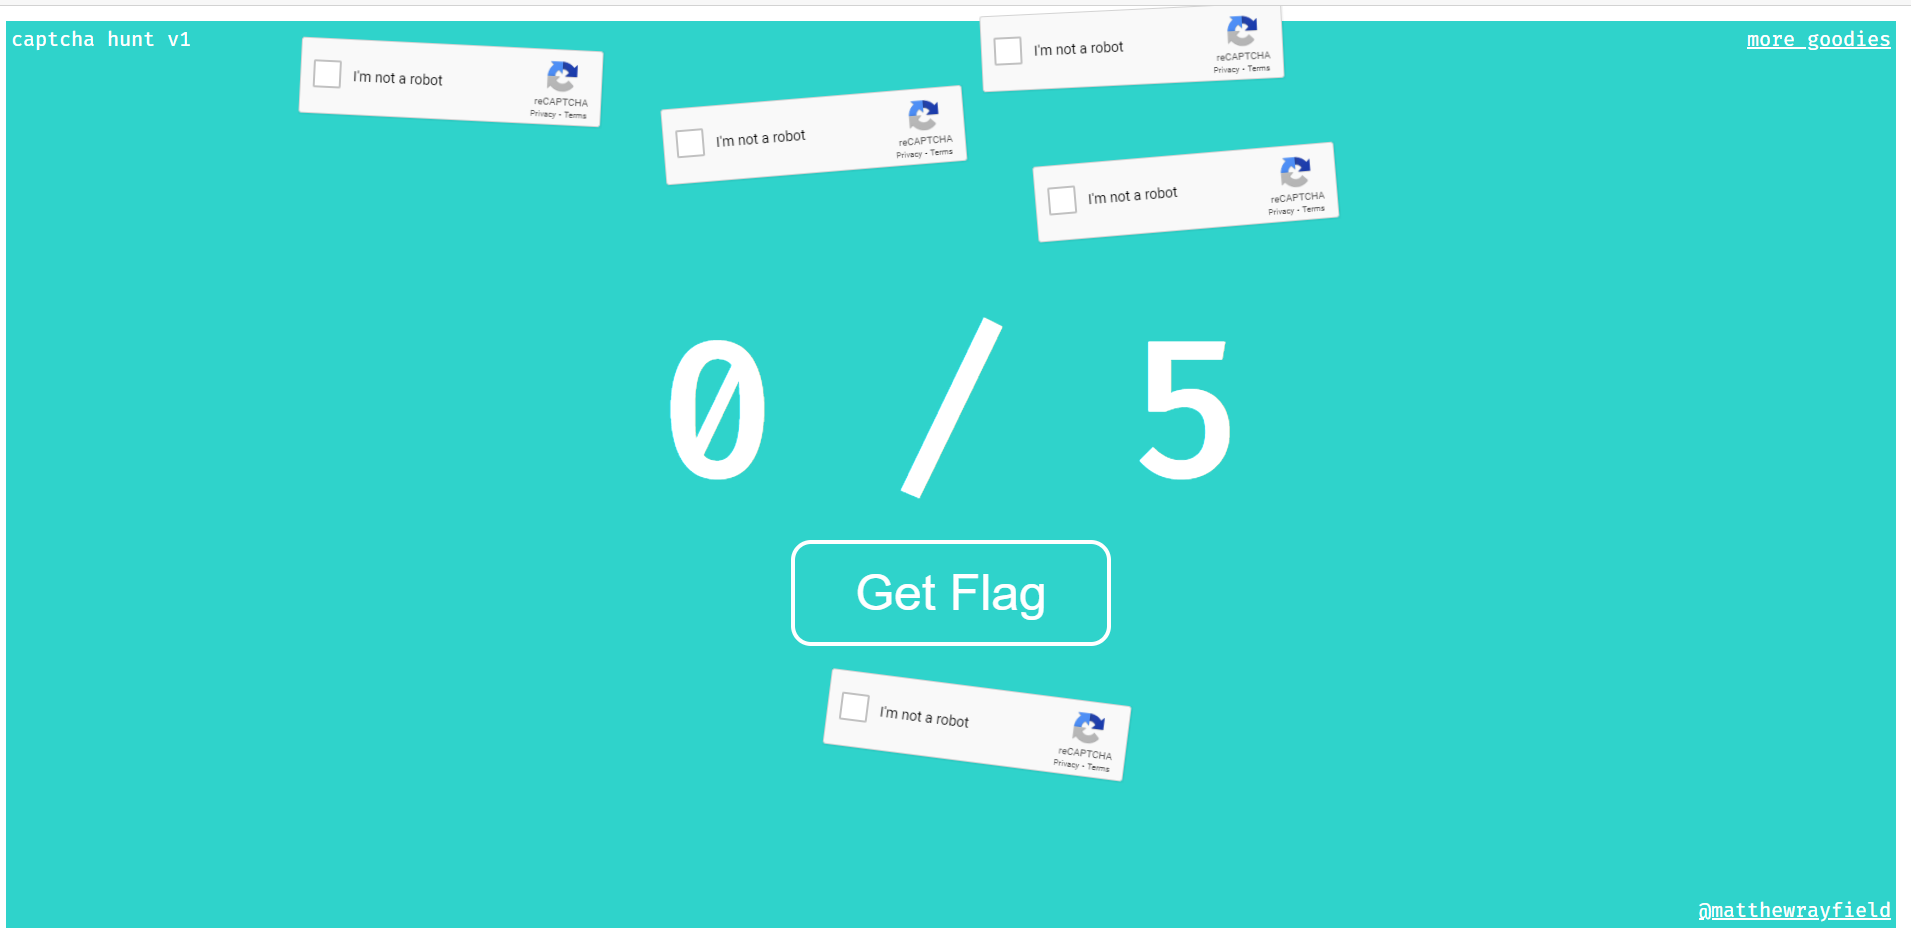 captcha hunt v1
more goodies
I'm not a robot
reCAPTCHA
Privacy - Terms
I'm not a robot
reCAPTCHA
Privacy - Terms
I'm not a robot
reCAPTCHA
Privacy - Terms
I'm not a robot
reCAPTCHA
Privacy - Terms
0 / 5
Get Flag
I'm not a robot
reCAPTCHA
Privacy - Terms
@matthewrayfield